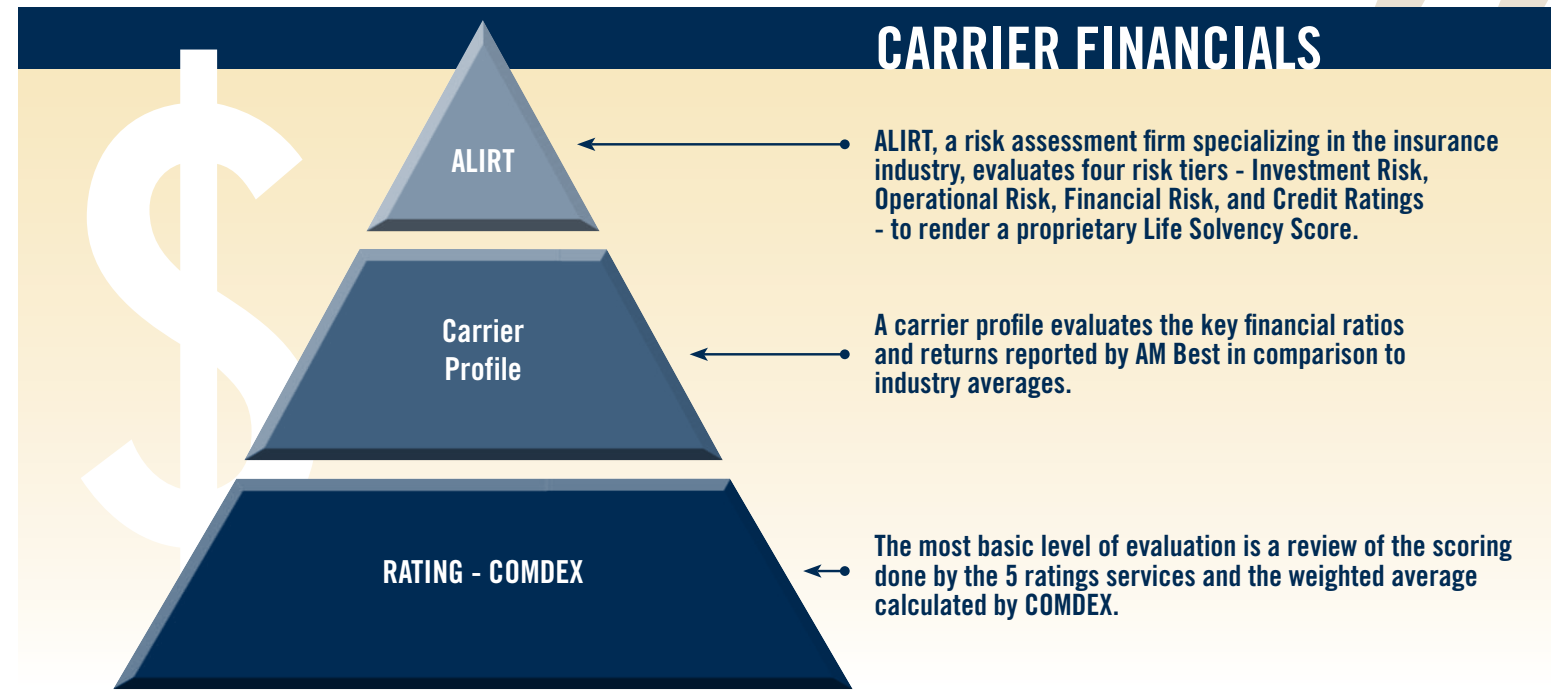 CARRIER FINANCIALS
ALIRT
ALIRT, a risk assessment firm specializing in the insurance
industry, evaluates four risk tiers - Investment Risk,
Operational Risk, Financial Risk, and Credit Ratings
- to render a proprietary Life Solvency Score.
Carrier
Profile
A carrier profile evaluates the key financial ratios
and returns reported by AM Best in comparison to
industry averages.
RATING - COMDEX
The most basic level of evaluation is a review of the scoring
done by the 5 ratings services and the weighted average
calculated by COMDEX.